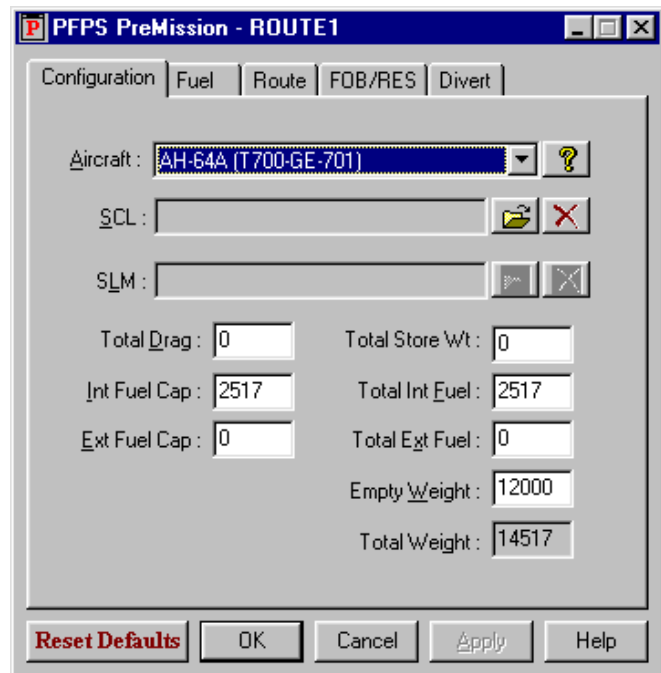 P PFPS PreMission - ROUTE1
Configuration Fuel Route FOB/RES Divert
Aircraft : AH-64A (T700-GE-701) ?
SCL :
SLM :
Total Drag : 0 Total Store Wt : 0
Int Fuel Cap : 2517 Total Int Fuel : 2517
Ext Fuel Cap : 0 Total Ext Fuel : 0
Empty Weight : 12000
Total Weight : 14517
Reset Defaults OK Cancel Apply Help